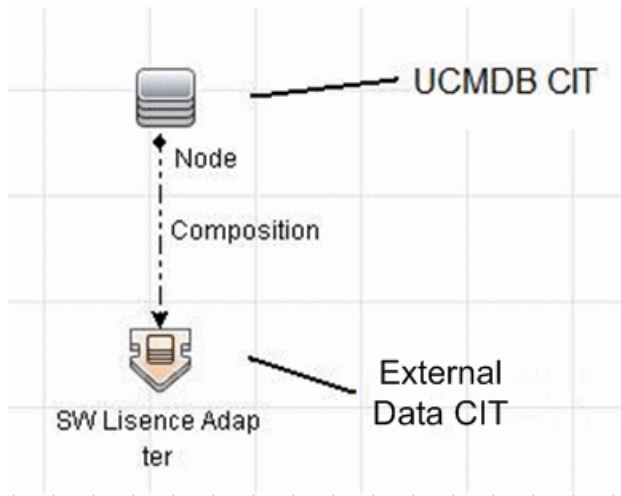 UCMDB CIT
Node
Composition
External
Data CIT
SW Lisence Adap
ter